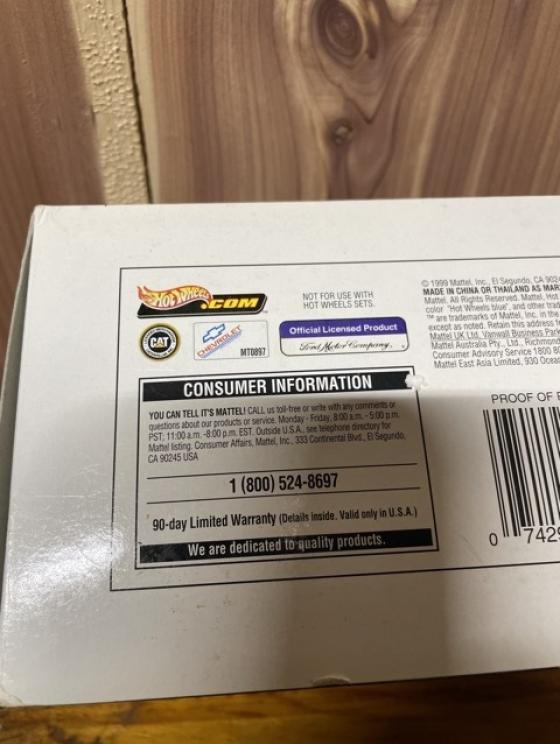 HOT WHEELS
.COM
NOT FOR USE WITH
HOT WHEELS SETS.
CAT
CHEVROLET
MT0897
Official Licensed Product
Ford Motor Company
© 1999 Mattel, Inc., El Segundo, CA
MADE IN CHINA OR THAILAND AS
Mattel. All Rights Reserved. Mattel,
color "Hot Wheels blue", and other
™ are trademarks of Mattel, Inc. in the
except as noted. Retain this address
Mattel UK Ltd., Vanwall Business Park
Mattel Australia Pty., Ltd., Richmond
Consumer Advisory Service 1800
Mattel East Asia Limited, 930 Ocean
CONSUMER INFORMATION
YOU CAN TELL IT'S MATTEL! CALL us toll-free or write with any comments or
questions about our products or service. Monday - Friday, 8:00 a.m. - 5:00 p.m.
PST; 11:00 a.m. -8:00 p.m. EST. Outside U.S.A., see telephone directory for
Mattel listing. Consumer Affairs, Mattel, Inc., 333 Continental Blvd., El Segundo,
CA 90245 USA
1 (800) 524-8697
90-day Limited Warranty (Details inside. Valid only in U.S.A.)
We are dedicated to quality products.
PROOF OF
0 7429